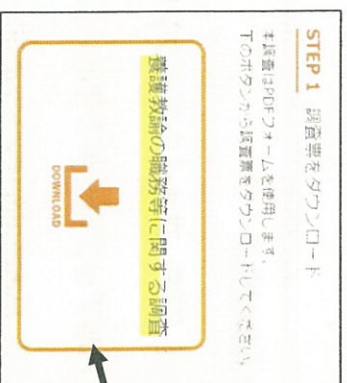 STEP 1 調査票をダウンロード
本調査はPDFフォームを使用します。
下のボタンから調査票をダウンロードしてください。
養護教諭の職務等に関する調査
DOWNLOAD